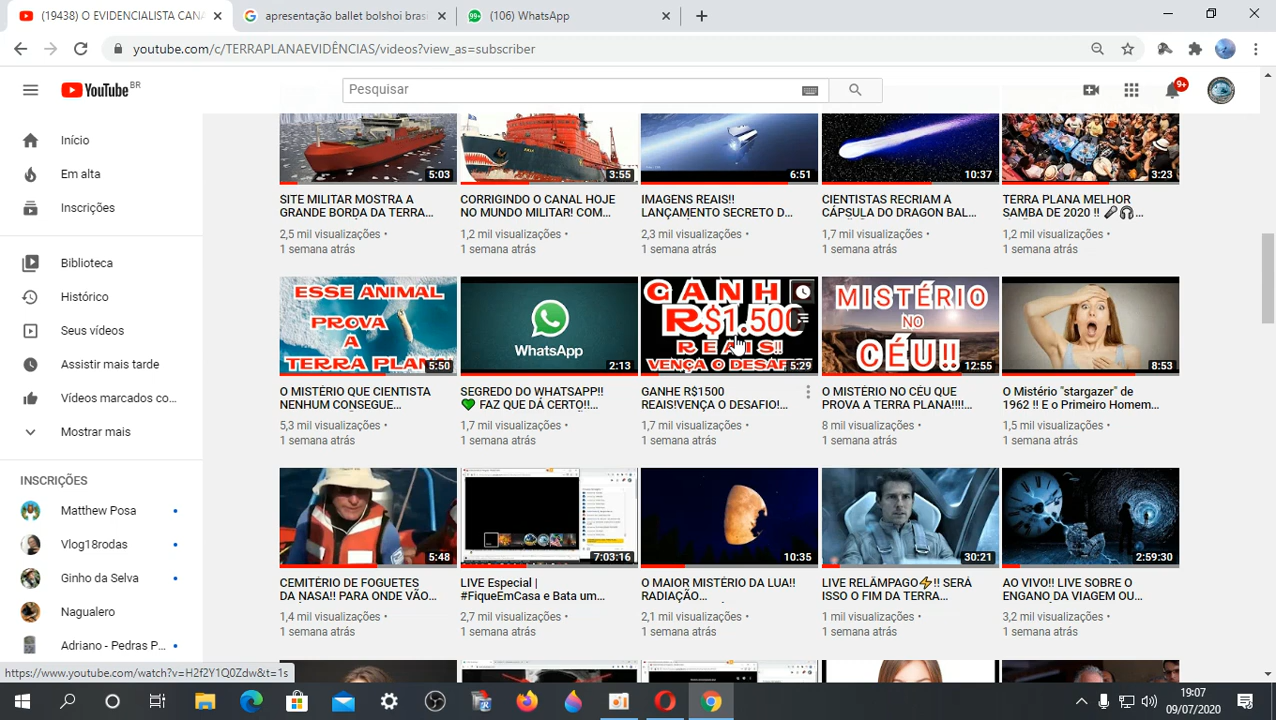 (19438) O EVIDENCIALISTA CANA
apresentação ballet bolshoi brasi
(106) WhatsApp
youtube.com/c/TERRAPLANAEVIDÊNCIAS/videos?view_as=subscriber
YouTube BR
Pesquisar
9+
Início
Em alta
Inscrições
Biblioteca
Histórico
Seus vídeos
Assistir mais tarde
Vídeos marcados co...
Mostrar mais
INSCRIÇÕES
Matthew Posa
Vlog18rodas
Ginho da Selva
Nagualero
Adriano - Pedras P...
5:03
SITE MILITAR MOSTRA A
GRANDE BORDA DA TERRA...
2,5 mil visualizações •
1 semana atrás
3:55
CORRIGINDO O CANAL HOJE
NO MUNDO MILITAR! COM...
1,2 mil visualizações •
1 semana atrás
6:51
IMAGENS REAIS!!
LANÇAMENTO SECRETO D...
2,3 mil visualizações •
1 semana atrás
10:37
CIENTISTAS RECRIAM A
CÁPSULA DO DRAGON BAL...
1,7 mil visualizações •
1 semana atrás
3:23
TERRA PLANA MELHOR
SAMBA DE 2020 !! 🎤🎧...
1,2 mil visualizações •
1 semana atrás
ESSE ANIMAL
PROVA
A
TERRA PLAN
5:50
O MISTÉRIO QUE CIENTISTA
NENHUM CONSEGUE...
5,3 mil visualizações •
1 semana atrás
WhatsApp
2:13
SEGREDO DO WHATSAPP!!
💚 FAZ QUE DÁ CERTO!!...
1,7 mil visualizações •
1 semana atrás
GANH
R$1.500
REAIS!!
VENÇA O DESAF
5:29
GANHE R$1500
REAIS!VENÇA O DESAFIO!...
1,7 mil visualizações •
1 semana atrás
MISTÉRIO
NO
CÉU!!
12:55
O MISTÉRIO NO CÉU QUE
PROVA A TERRA PLANA!!!!...
8 mil visualizações •
1 semana atrás
8:53
O Mistério "stargazer" de
1962 !! E o Primeiro Homem...
1,5 mil visualizações •
1 semana atrás
5:48
CEMITÉRIO DE FOGUETES
DA NASA!! PARA ONDE VÃO...
1,4 mil visualizações •
1 semana atrás
7:03:16
LIVE Especial |
#FiqueEmCasa e Bata um...
2,7 mil visualizações •
1 semana atrás
10:35
O MAIOR MISTÉRIO DA LUA!!
RADIAÇÃO...
2,1 mil visualizações •
1 semana atrás
30:21
LIVE RELÂMPAGO⚡!! SERÁ
ISSO O FIM DA TERRA...
1 mil visualizações •
1 semana atrás
2:59:30
AO VIVO!! LIVE SOBRE O
ENGANO DA VIAGEM OU...
3,2 mil visualizações •
1 semana atrás
https://www.youtube.com/watch?v=H2f2Y1Q0Zdw&t=1s
19:07
09/07/2020